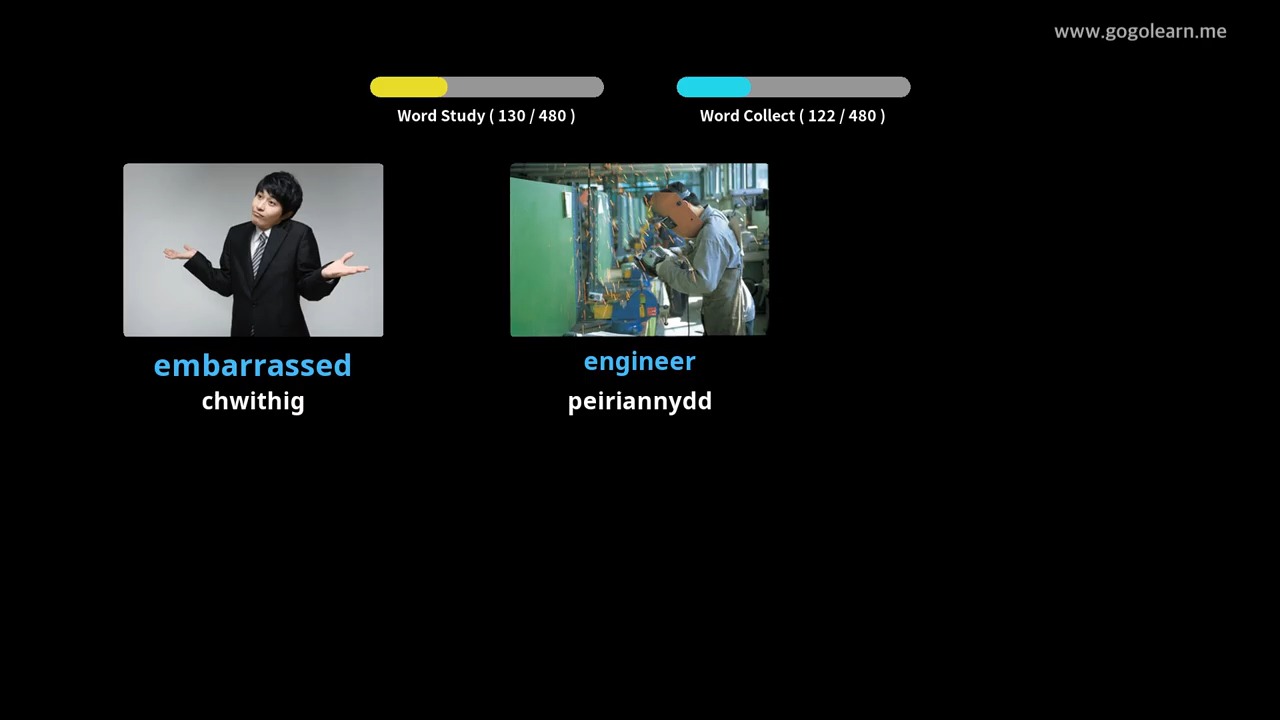 www.gogolearn.me
Word Study ( 130 / 480 )
Word Collect ( 122 / 480 )
embarrassed
chwithig
engineer
peiriannydd